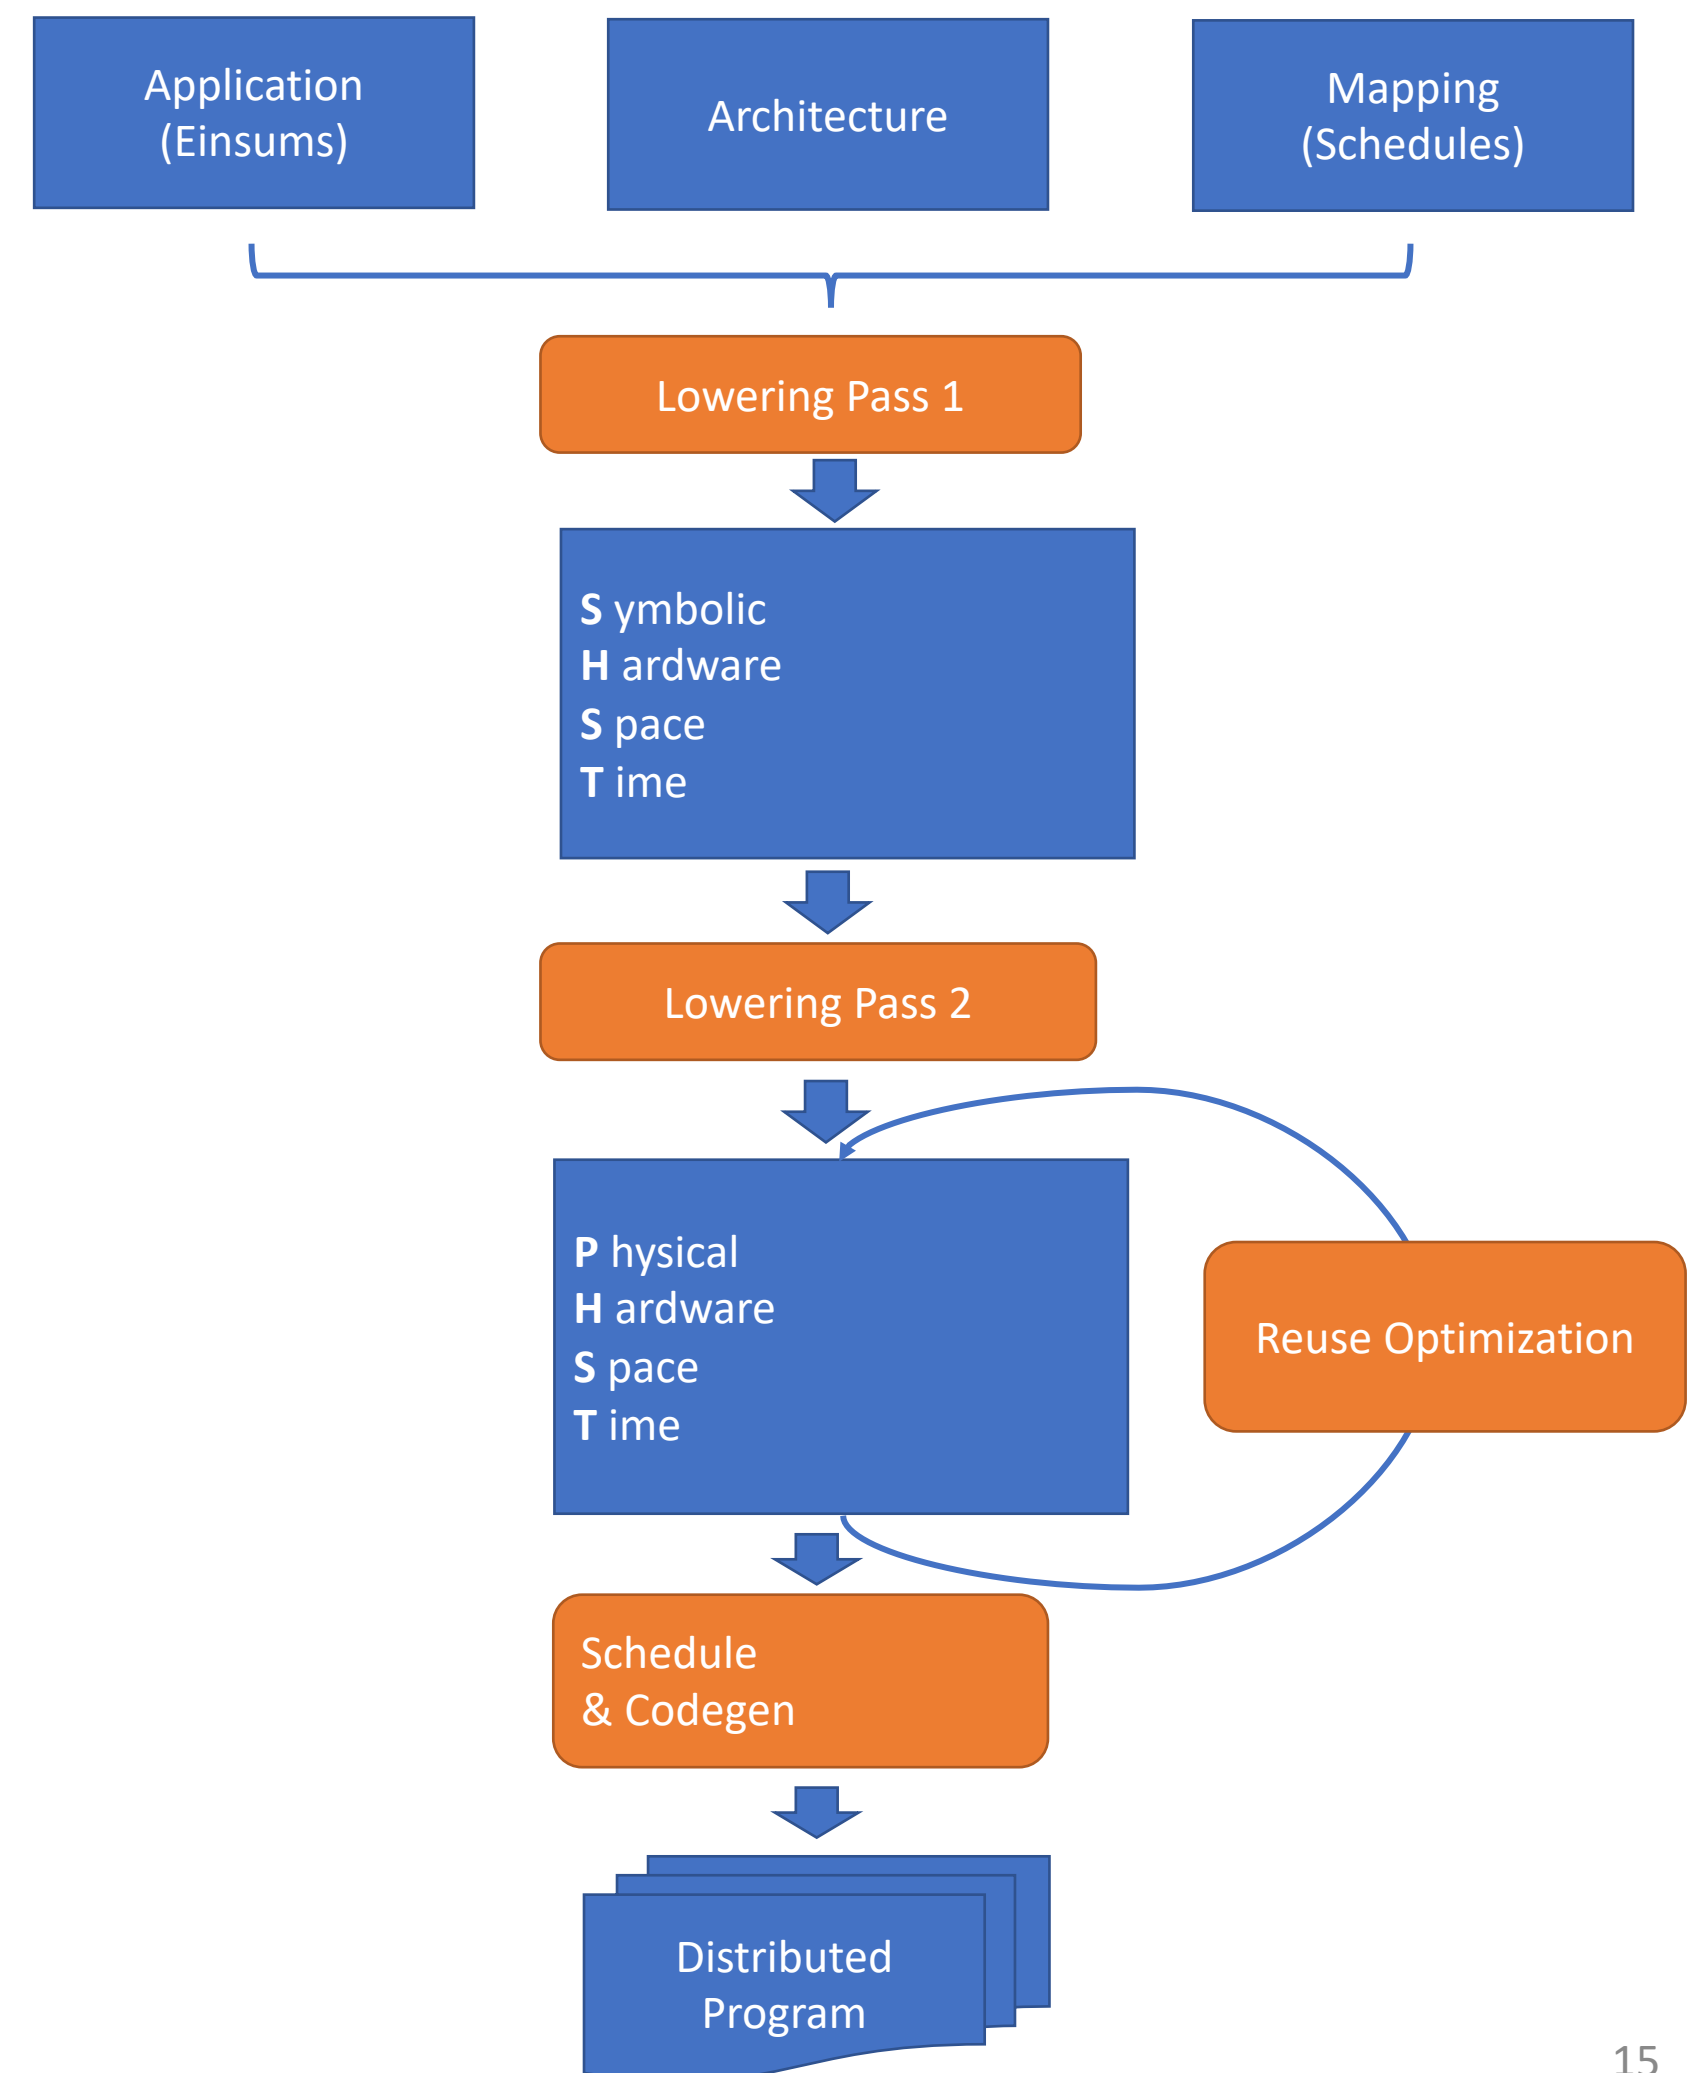 Application
(Einsums)
Architecture
Mapping
(Schedules)
Lowering Pass 1
S ymbolic
H ardware
S pace
T ime
Lowering Pass 2
P hysical
H ardware
S pace
T ime
Reuse Optimization
Schedule
& Codegen
Distributed
Program
15